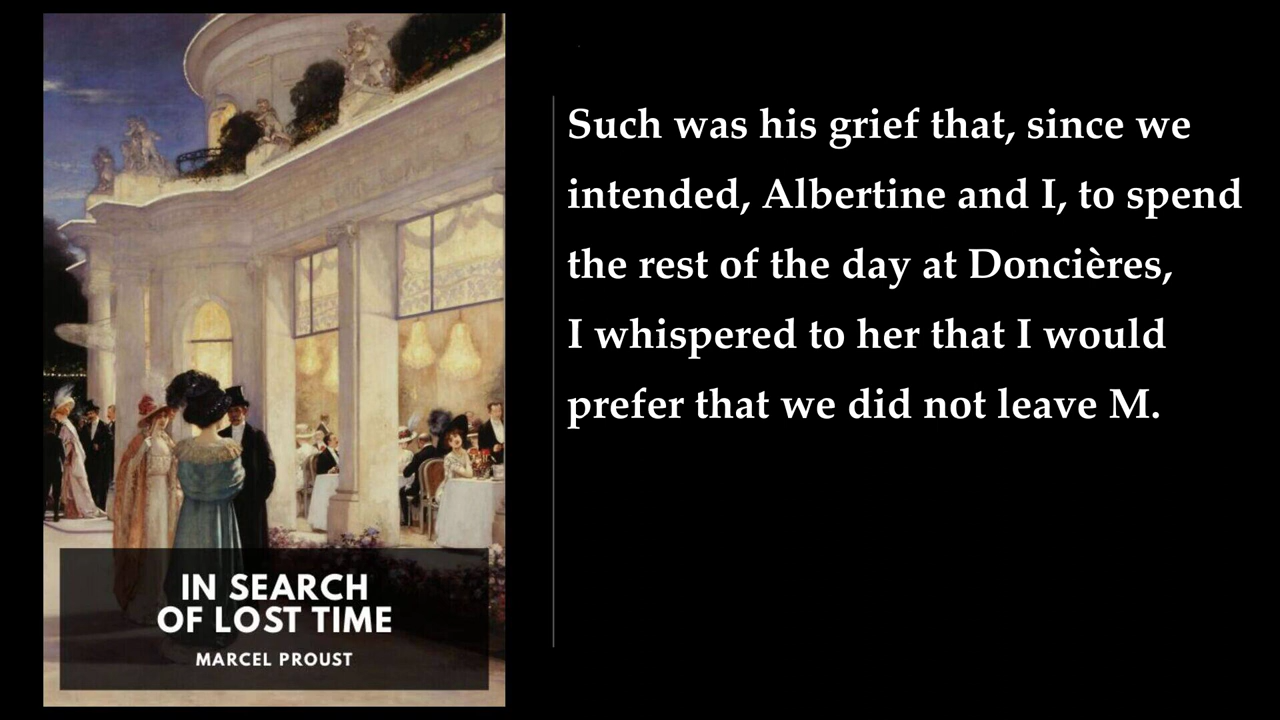 Such was his grief that, since we
intended, Albertine and I, to spend
the rest of the day at Doncières,
I whispered to her that I would
prefer that we did not leave M.
IN SEARCH
OF LOST TIME
MARCEL PROUST